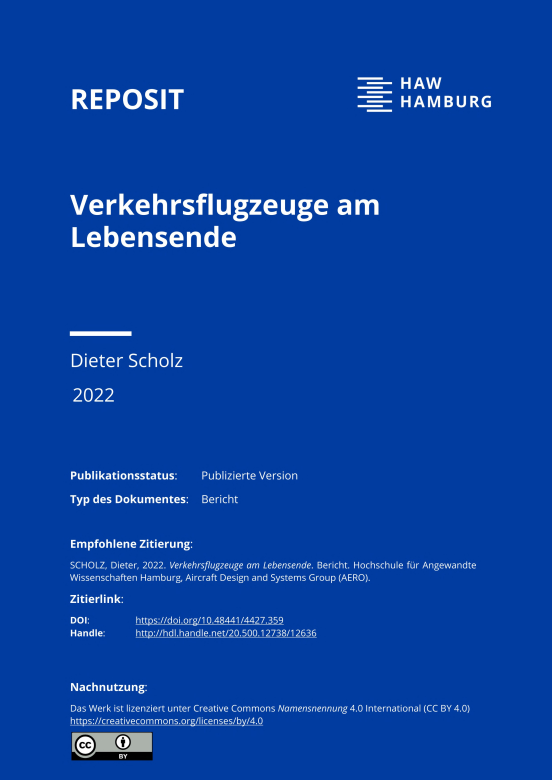 REPOSIT
HAW
HAMBURG
Verkehrsflugzeuge am
Lebensende
Dieter Scholz
2022
Publikationsstatus: Publizierte Version
Typ des Dokumentes: Bericht
Empfohlene Zitierung:
SCHOLZ, Dieter, 2022. Verkehrsflugzeuge am Lebensende. Bericht. Hochschule für Angewandte
Wissenschaften Hamburg, Aircraft Design and Systems Group (AERO).
Zitierlink:
DOI: https://doi.org/10.48441/4427.359
Handle: http://hdl.handle.net/20.500.12738/12636
Nachnutzung:
Das Werk ist lizenziert unter Creative Commons Namensnennung 4.0 International (CC BY 4.0)
https://creativecommons.org/licenses/by/4.0
cc
BY